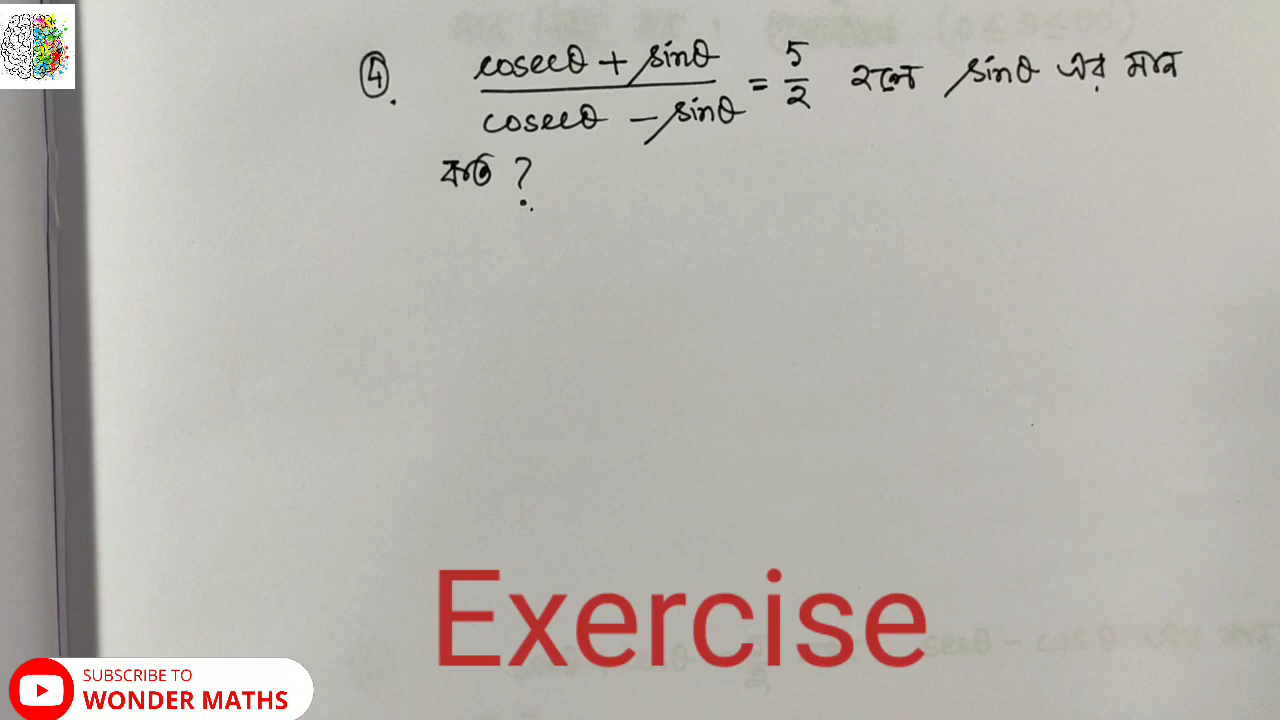 ④. cosecθ + sinθ / cosecθ - sinθ = 5/2 হলে sinθ এর মান
কত ?
Exercise
SUBSCRIBE TO
WONDER MATHS